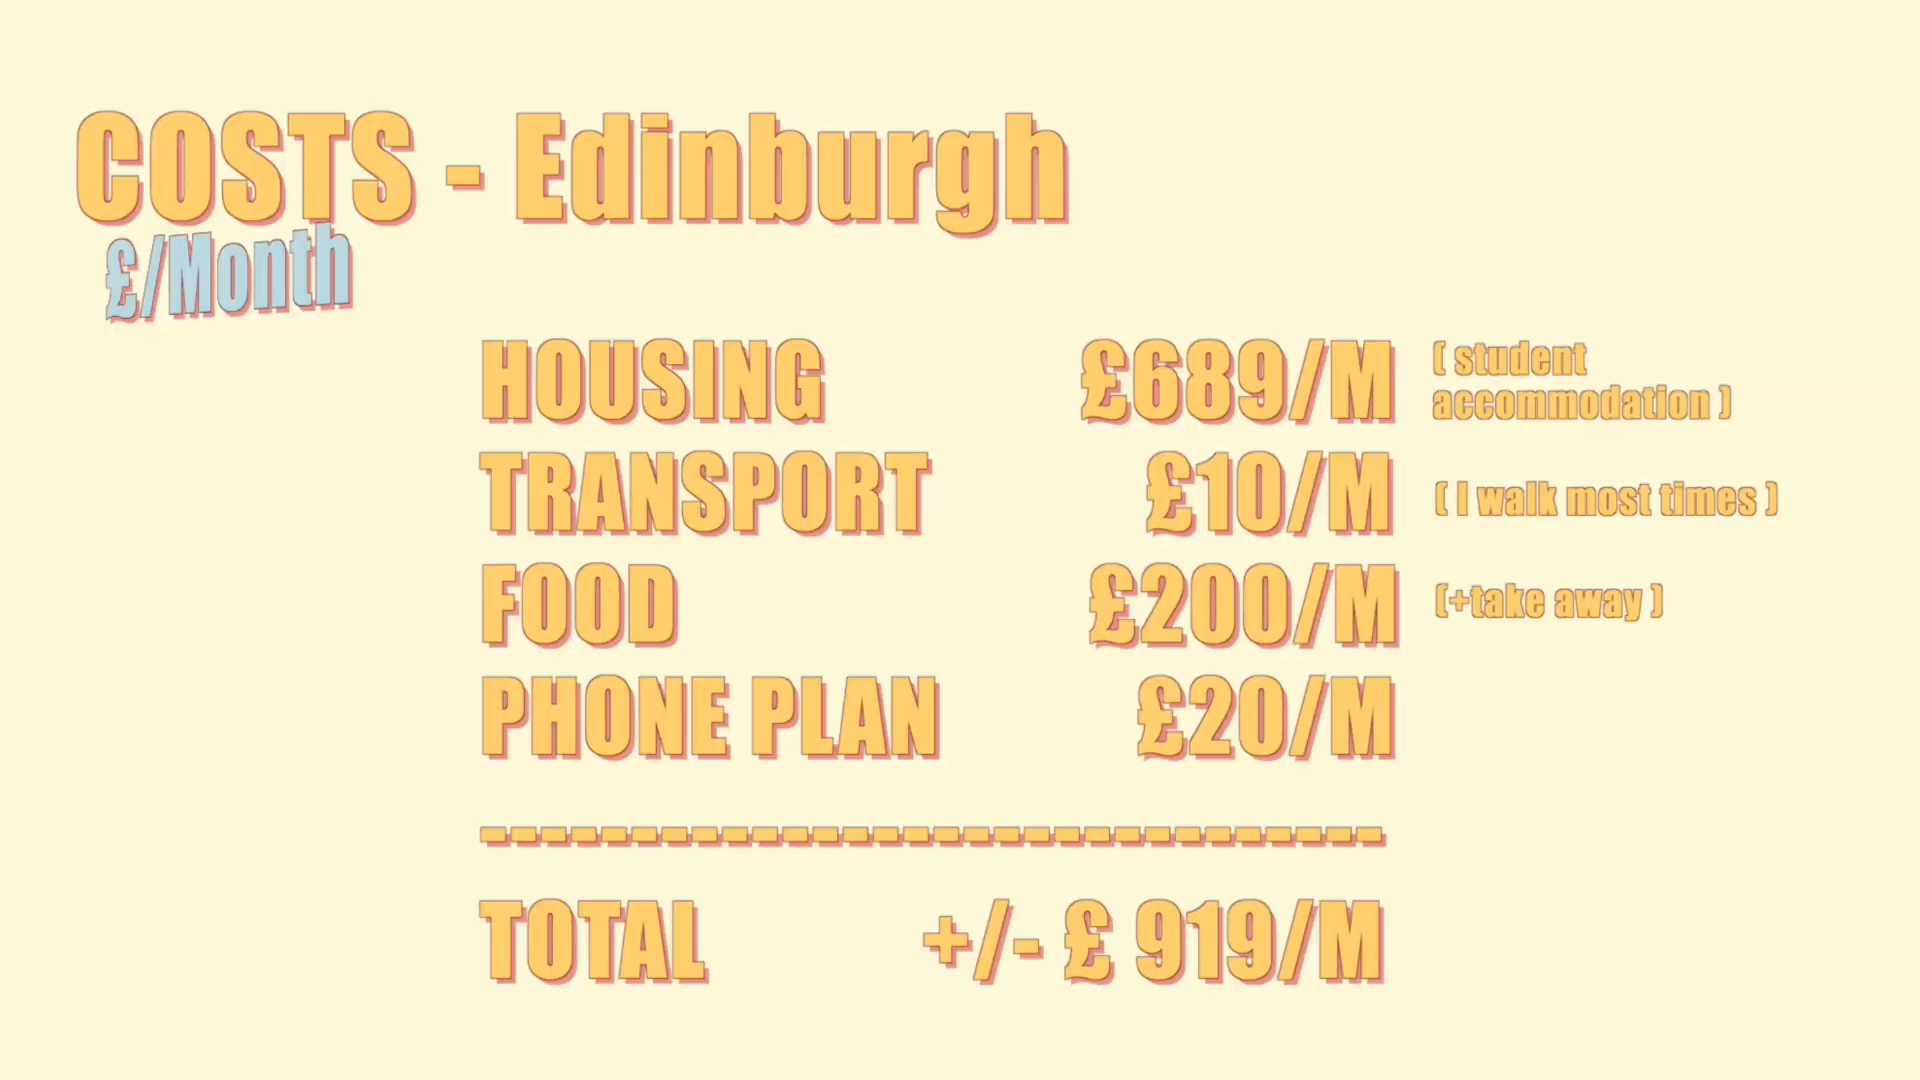 COSTS - Edinburgh
£/Month
HOUSING £689/M ( student
accommodation )
TRANSPORT £10/M ( I walk most times )
FOOD £200/M (+take away )
PHONE PLAN £20/M
------------------------------
TOTAL +/- £ 919/M